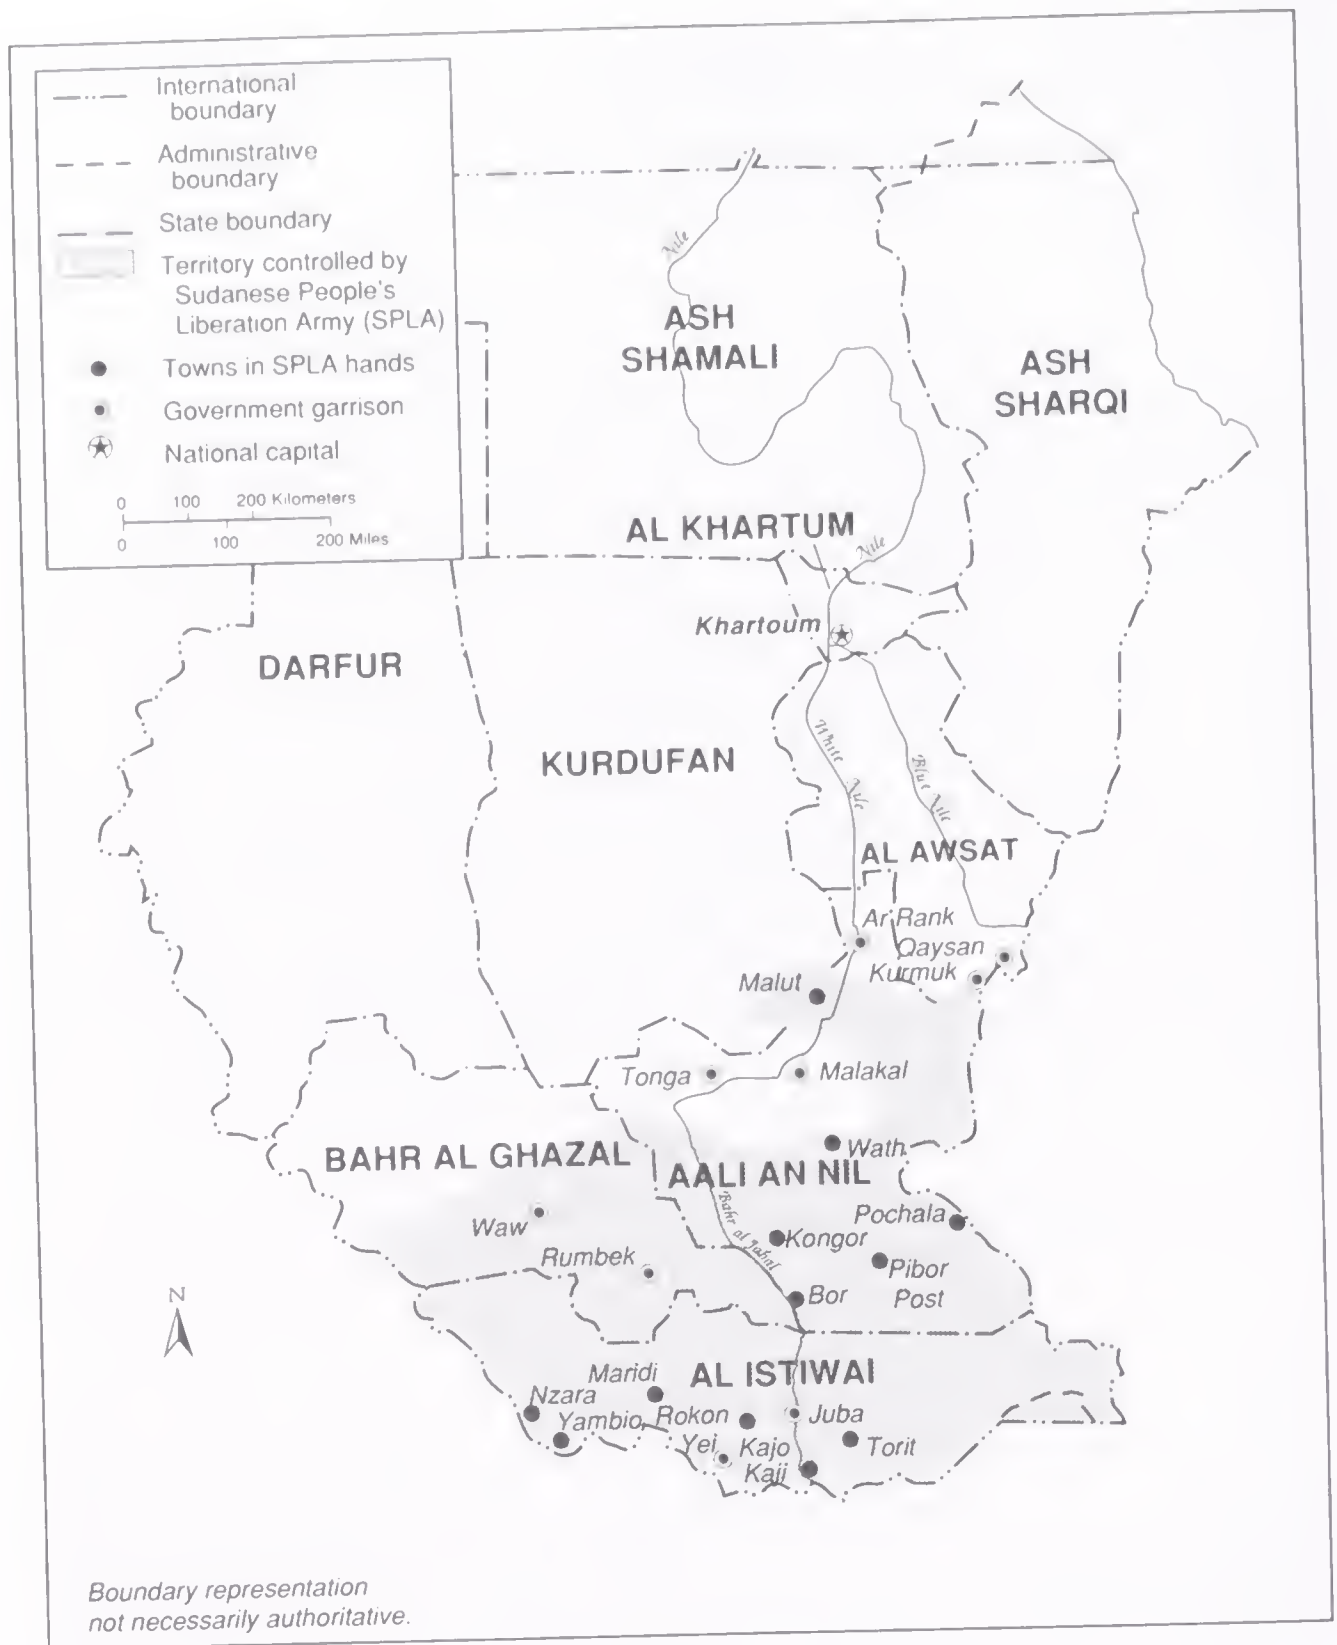 International
boundary
Administrative
boundary
State boundary
Territory controlled by
Sudanese People's
Liberation Army (SPLA)
Towns in SPLA hands
Government garrison
National capital
0 100 200 Kilometers
0 100 200 Miles
Nile
ASH
SHAMALI
ASH
SHARQI
AL KHARTUM
Nile
Khartoum
DARFUR
KURDUFAN
White Nile
Blue Nile
AL AWSAT
Ar Rank
Qaysan
Kurmuk
Malut
Tonga
Malakal
BAHR AL GHAZAL
Wath
AALI AN NIL
Waw
Bahr al Jabal
Pochala
Kongor
Rumbek
Pibor
Post
Bor
N
Maridi
AL ISTIWAI
Nzara
Yambio
Rokon
Juba
Yei
Kajo
Kaji
Torit
Boundary representation
not necessarily authoritative.